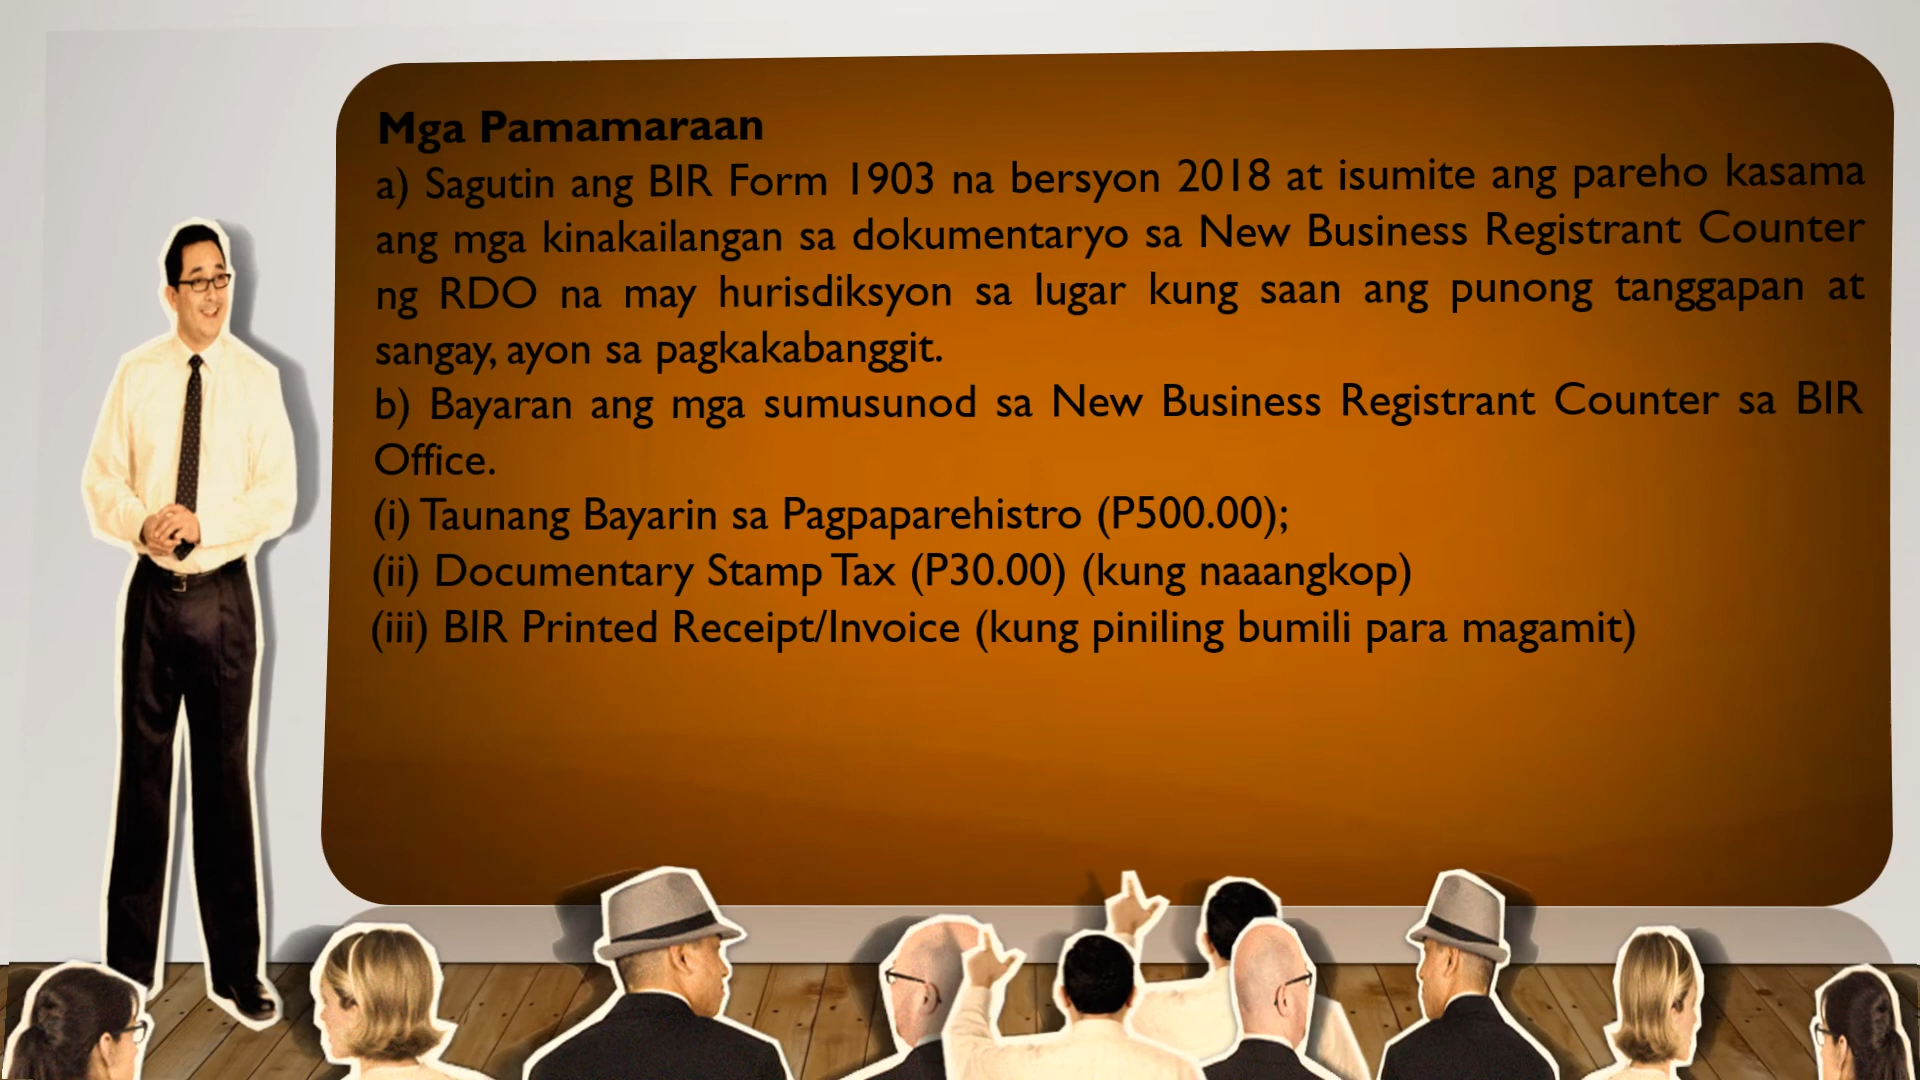 Mga Pamamaraan
a) Sagutin ang BIR Form 1903 na bersyon 2018 at isumite ang pareho kasama
ang mga kinakailangan sa dokumentaryo sa New Business Registrant Counter
ng RDO na may hurisdiksyon sa lugar kung saan ang punong tanggapan at
sangay, ayon sa pagkakabanggit.
b) Bayaran ang mga sumusunod sa New Business Registrant Counter sa BIR
Office.
(i) Taunang Bayarin sa Pagpaparehistro (P500.00);
(ii) Documentary Stamp Tax (P30.00) (kung naaangkop)
(iii) BIR Printed Receipt/Invoice (kung piniling bumili para magamit)